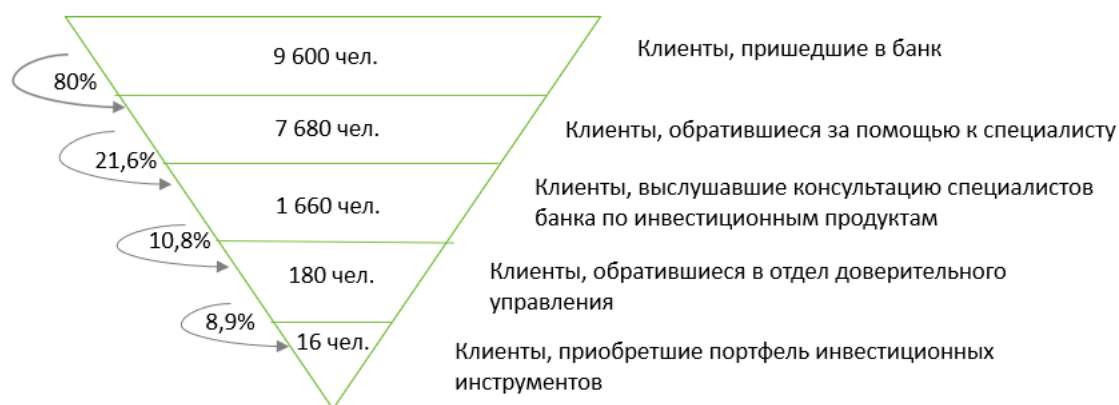 9 600 чел.
Клиенты, пришедшие в банк
80%
7 680 чел.
Клиенты, обратившиеся за помощью к специалисту
21,6%
1 660 чел.
Клиенты, выслушавшие консультацию специалистов
банка по инвестиционным продуктам
10,8%
180 чел.
Клиенты, обратившиеся в отдел доверительного
управления
8,9%
16 чел.
Клиенты, приобретшие портфель инвестиционных
инструментов